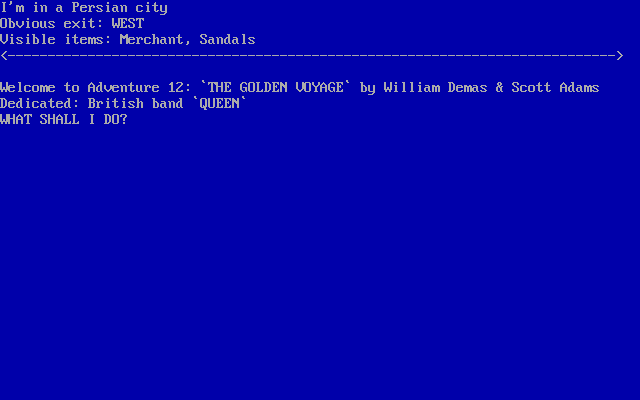 I'm in a Persian city
Obvious exit: WEST
Visible items: Merchant, Sandals
<---------------------------------------------------------------------------->
Welcome to Adventure 12: `THE GOLDEN VOYAGE` by William Demas & Scott Adams
Dedicated: British band `QUEEN`
WHAT SHALL I DO?